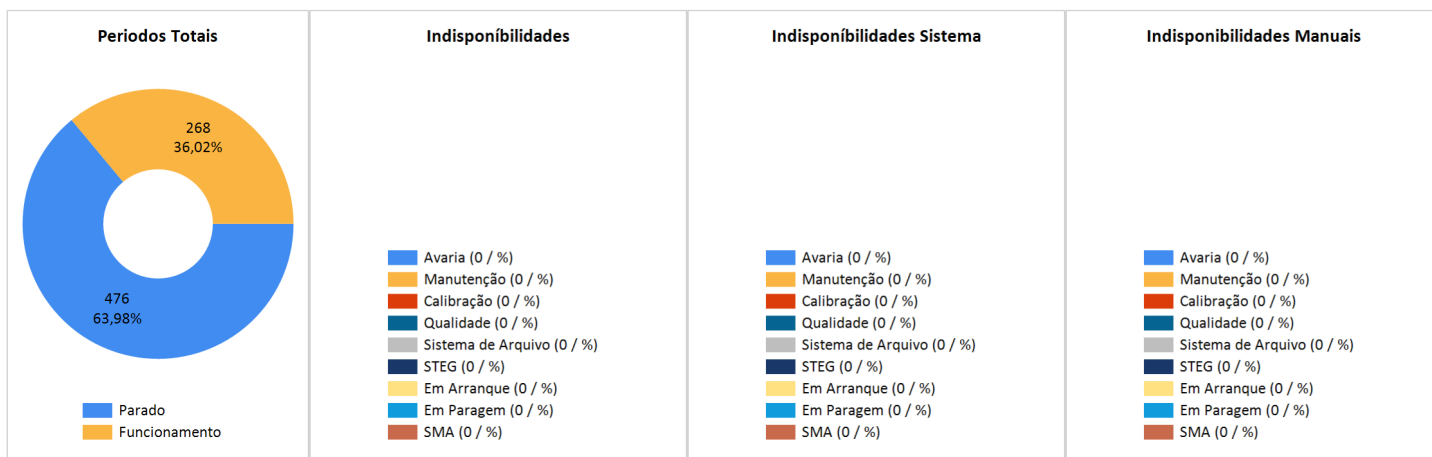 Periodos Totais
268
36,02%
476
63,98%
Parado
Funcionamento
Indisponíbilidades
Avaria (0 / %)
Manutenção (0 / %)
Calibração (0 / %)
Qualidade (0 / %)
Sistema de Arquivo (0 / %)
STEG (0 / %)
Em Arranque (0 / %)
Em Paragem (0 / %)
SMA (0 / %)
Indisponíbilidades Sistema
Avaria (0 / %)
Manutenção (0 / %)
Calibração (0 / %)
Qualidade (0 / %)
Sistema de Arquivo (0 / %)
STEG (0 / %)
Em Arranque (0 / %)
Em Paragem (0 / %)
SMA (0 / %)
Indisponibilidades Manuais
Avaria (0 / %)
Manutenção (0 / %)
Calibração (0 / %)
Qualidade (0 / %)
Sistema de Arquivo (0 / %)
STEG (0 / %)
Em Arranque (0 / %)
Em Paragem (0 / %)
SMA (0 / %)